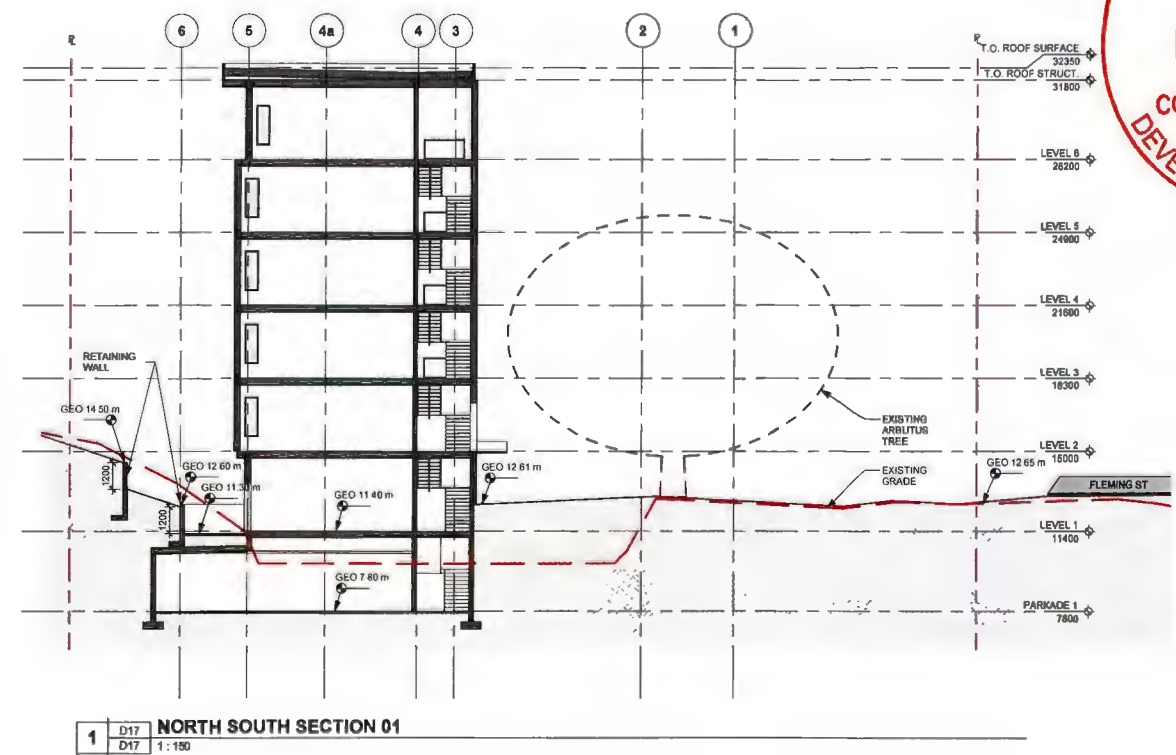 6 5 4a 4 3 2 1
T.O. ROOF SURFACE
32350
T.O. ROOF STRUCT.
31800
LEVEL 6
28200
LEVEL 5
24900
LEVEL 4
21600
LEVEL 3
18300
LEVEL 2
15000
LEVEL 1
11400
PARKADE 1
7800
RETAINING
WALL
GEO 14 50 m
GEO 12 60 m
GEO 11.30 m
GEO 11 40 m
GEO 7 80 m
1200
1200
GEO 12 61 m
EXISTING
ARBUTUS
TREE
EXISTING
GRADE
GEO 12 65 m
FLEMING ST
1 D17 NORTH SOUTH SECTION 01
D17 1 : 150